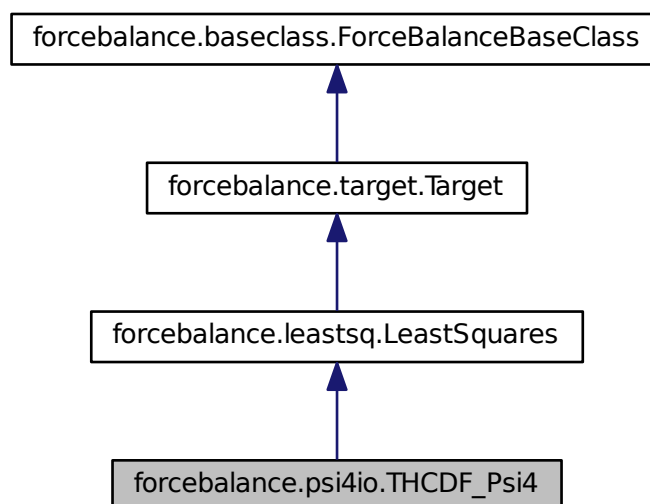 forcebalance.baseclass.ForceBalanceBaseClass
forcebalance.target.Target
forcebalance.leastsq.LeastSquares
forcebalance.psi4io.THCDF_Psi4